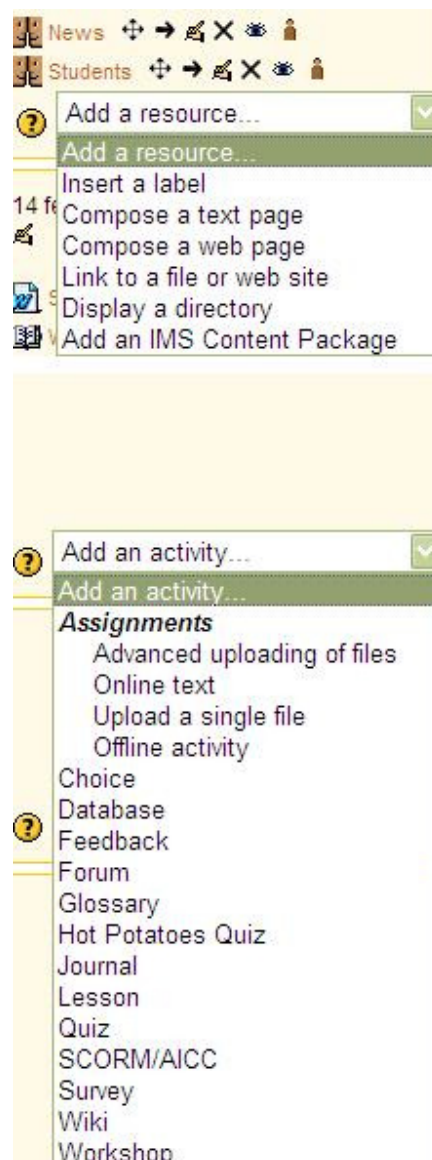 News
Students
Add a resource...
Add a resource...
Insert a label
14 fe
Compose a text page
Compose a web page
Link to a file or web site
Display a directory
Add an IMS Content Package
Add an activity...
Add an activity...
Assignments
Advanced uploading of files
Online text
Upload a single file
Offline activity
Choice
Database
Feedback
Forum
Glossary
Hot Potatoes Quiz
Journal
Lesson
Quiz
SCORM/AICC
Survey
Wiki
Workshop